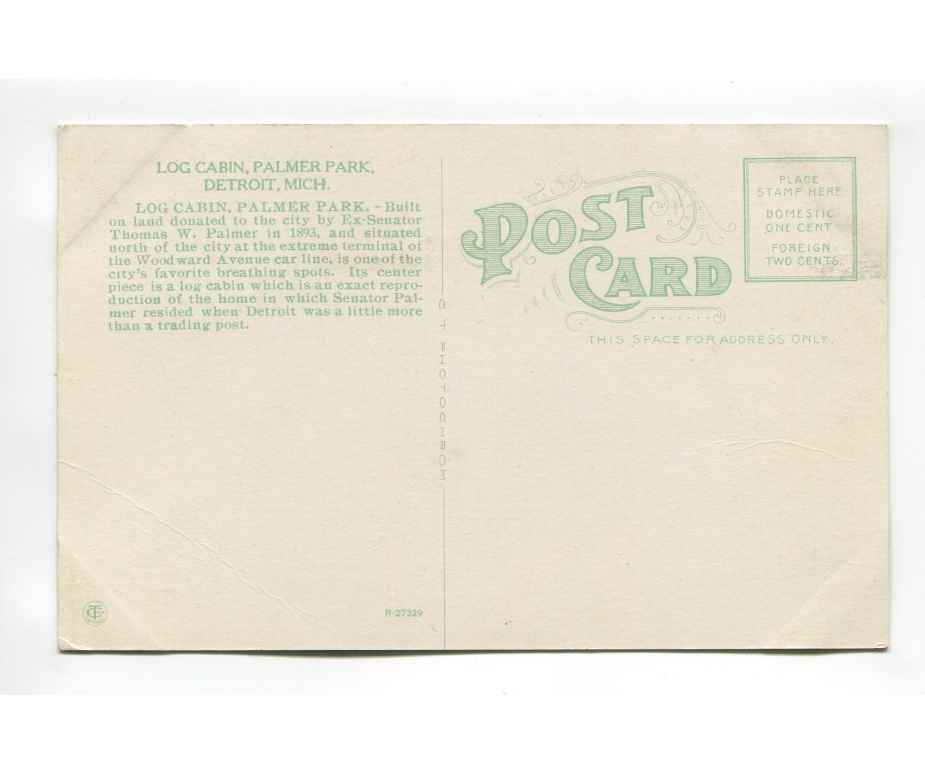 LOG CABIN, PALMER PARK,
DETROIT, MICH.
LOG CABIN, PALMER PARK. – Built
on land donated to the city by Ex-Senator
Thomas W. Palmer in 1893, and situated
north of the city at the extreme terminal of
the Woodward Avenue car line, is one of the
city's favorite breathing spots. Its center
piece is a log cabin which is an exact repro-
duction of the home in which Senator Pal-
mer resided when Detroit was a little more
than a trading post.
R-27329
POST
CARD
THIS SPACE FOR ADDRESS ONLY.
PLACE
STAMP HERE
DOMESTIC
ONE CENT
FOREIGN
TWO CENTS.